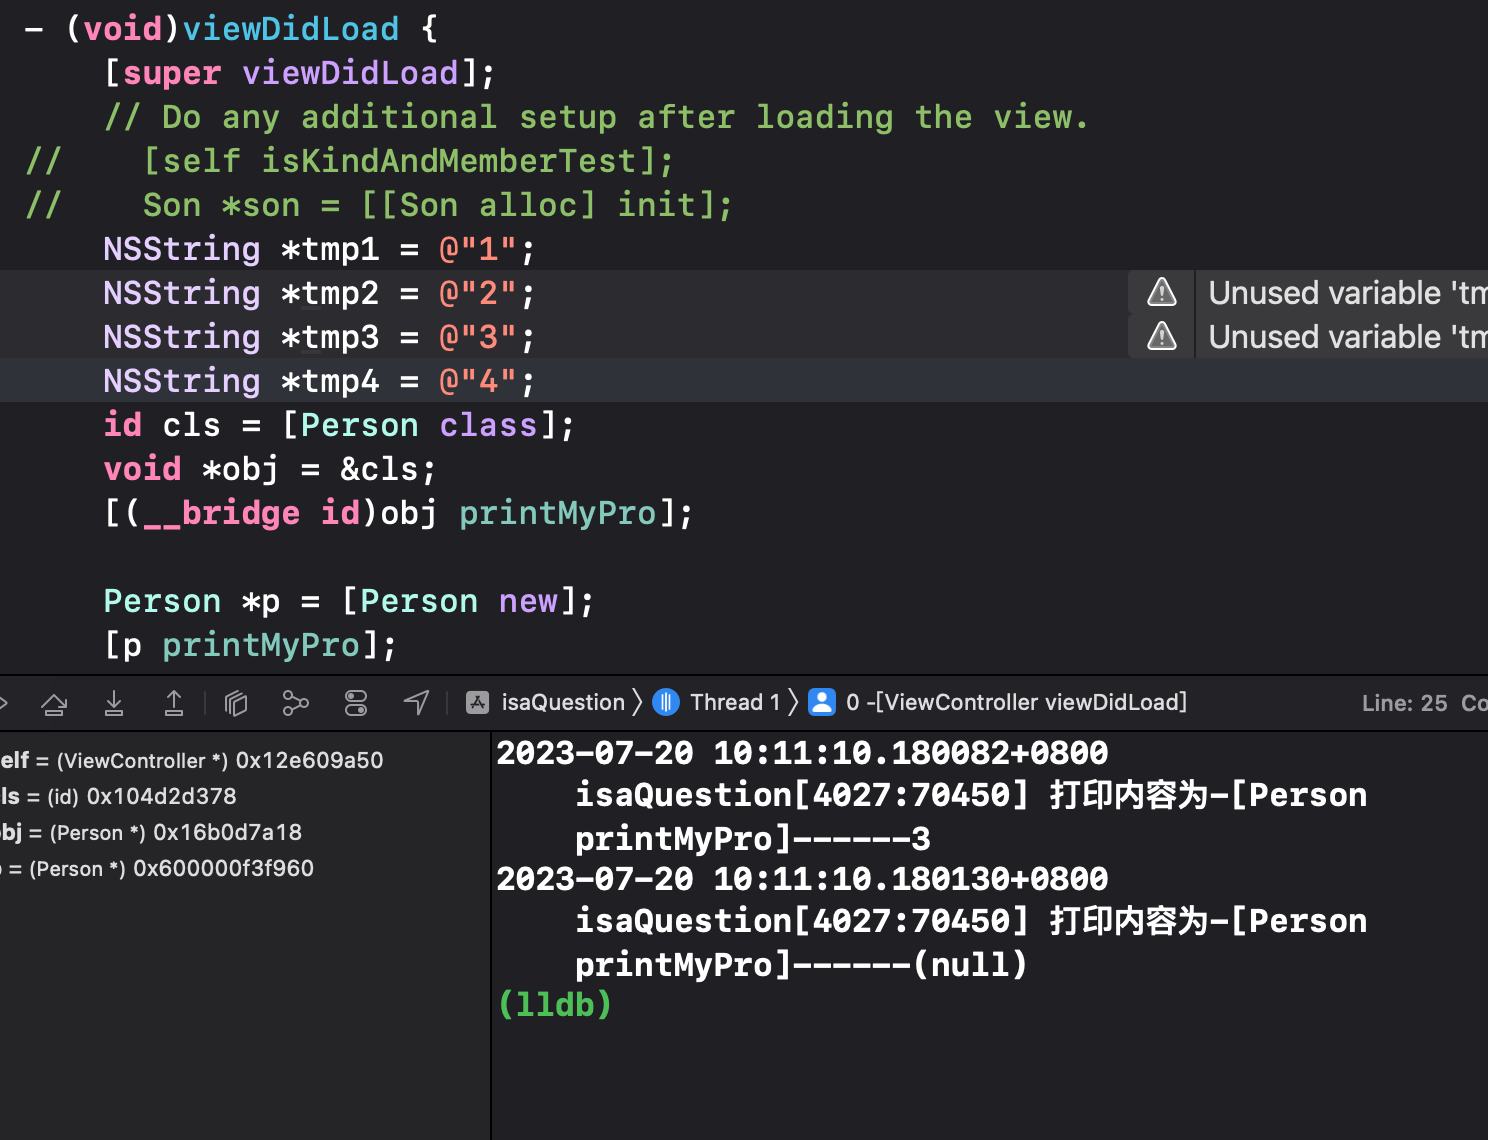 - (void)viewDidLoad {
[super viewDidLoad];
// Do any additional setup after loading the view.
// [self isKindAndMemberTest];
// Son *son = [[Son alloc] init];
NSString *tmp1 = @"1";
NSString *tmp2 = @"2"; Unused variable 'tm
NSString *tmp3 = @"3"; Unused variable 'tm
NSString *tmp4 = @"4";
id cls = [Person class];
void *obj = &cls;
[(__bridge id)obj printMyPro];
Person *p = [Person new];
[p printMyPro];
isaQuestion 〉 Thread 1 〉 0 -[ViewController viewDidLoad] Line: 25 Co
elf = (ViewController *) 0x12e609a50
ls = (id) 0x104d2d378
bj = (Person *) 0x16b0d7a18
= (Person *) 0x600000f3f960
2023-07-20 10:11:10.180082+0800
isaQuestion[4027:70450] 打印内容为-[Person
printMyPro]------3
2023-07-20 10:11:10.180130+0800
isaQuestion[4027:70450] 打印内容为-[Person
printMyPro]------(null)
(lldb)